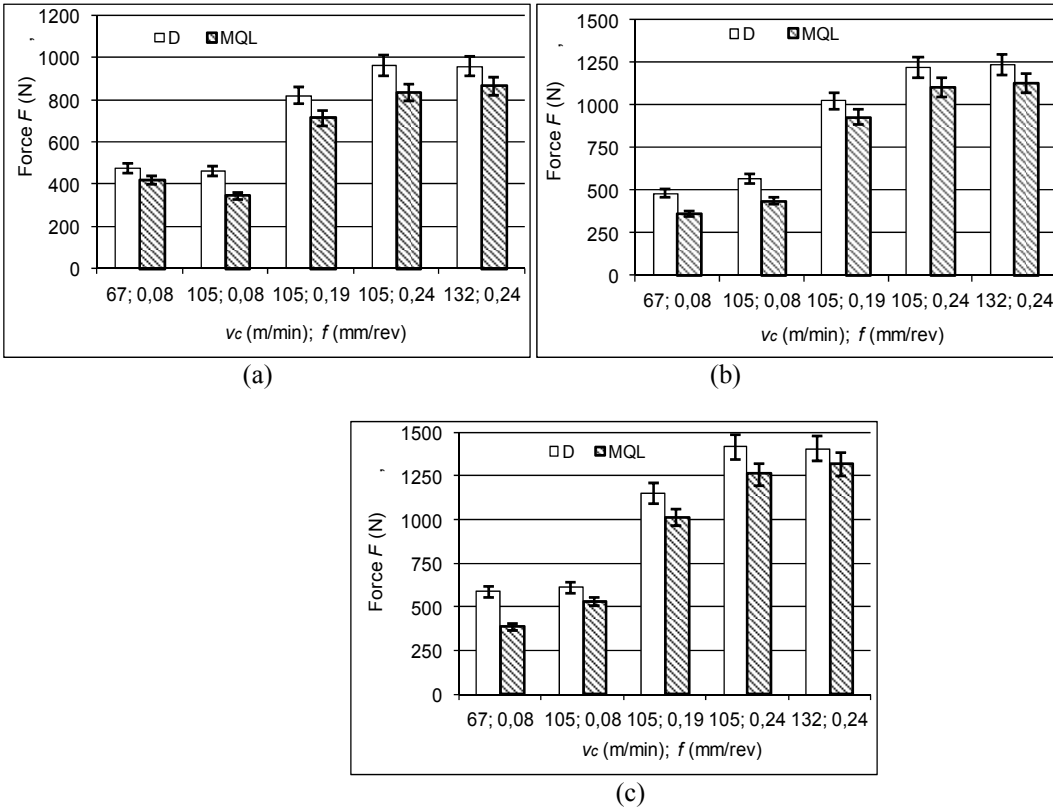 1200
1000
800
600
400
200
0
Force F (N)
,
D MQL
67; 0,08 105; 0,08 105; 0,19 105; 0,24 132; 0,24
vc (m/min); f (mm/rev)
(a)
1500
1250
1000
750
500
250
0
Force F (N)
,
D MQL
67; 0,08 105; 0,08 105; 0,19 105; 0,24 132; 0,24
vc (m/min); f (mm/rev)
(b)
1500
1250
1000
750
500
250
0
Force F (N)
,
D MQL
67; 0,08 105; 0,08 105; 0,19 105; 0,24 132; 0,24
vc (m/min); f (mm/rev)
(c)